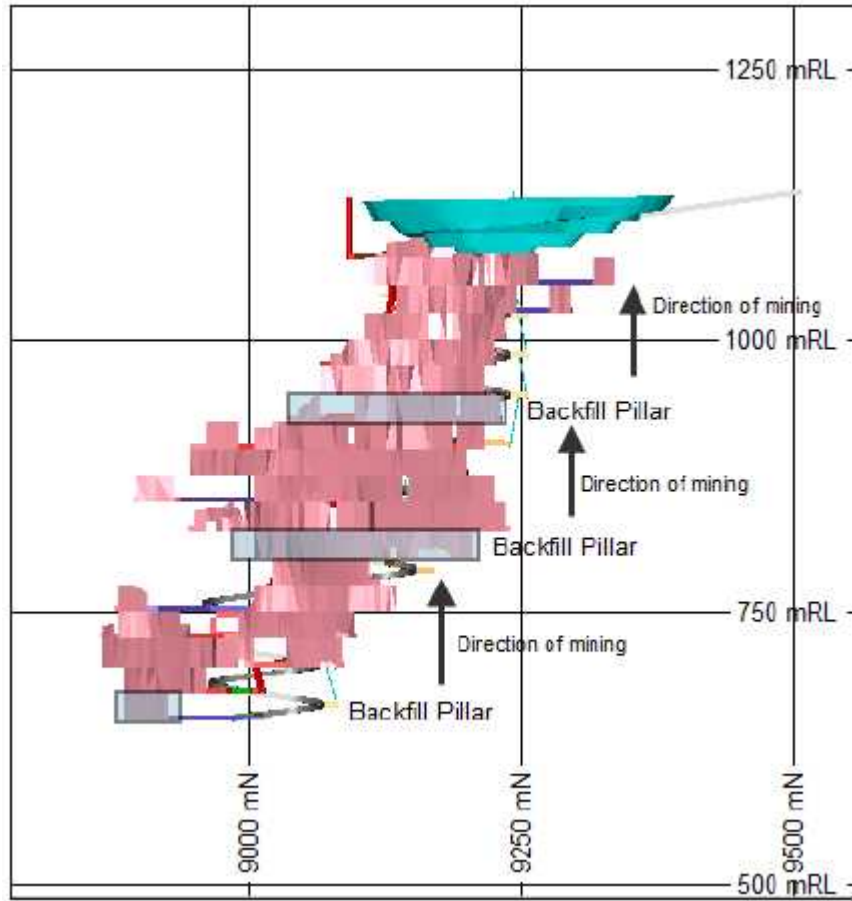 1250 mRL
Direction of mining
1000 mRL
Backfill Pillar
Direction of mining
Backfill Pillar
750 mRL
Direction of mining
Backfill Pillar
9000 mN
9250 mN
9500 mN
500 mRL